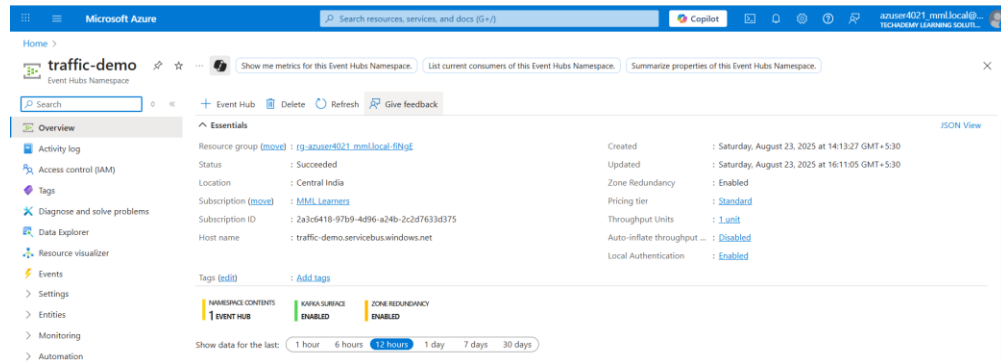 Microsoft Azure
Search resources, services, and docs (G+/)
Copilot
azuser4021_mml.local@...
TECHADEMY LEARNING SOLUTI...
Home >
traffic-demo
Event Hubs Namespace
Show me metrics for this Event Hubs Namespace.
List current consumers of this Event Hubs Namespace.
Summarize properties of this Event Hubs Namespace.
Search
Event Hub Delete Refresh Give feedback
Overview
Activity log
Access control (IAM)
Tags
Diagnose and solve problems
Data Explorer
Resource visualizer
Events
Settings
Entities
Monitoring
Automation
Essentials
JSON View
Resource group (move) : rg-azuser4021_mml.local-fiNgE
Status : Succeeded
Location : Central India
Subscription (move) : MML Learners
Subscription ID : 2a3c6418-97b9-4d96-a24b-2c2d7633d375
Host name : traffic-demo.servicebus.windows.net
Created : Saturday, August 23, 2025 at 14:13:27 GMT+5:30
Updated : Saturday, August 23, 2025 at 16:11:05 GMT+5:30
Zone Redundancy : Enabled
Pricing tier : Standard
Throughput Units : 1 unit
Auto-inflate throughput ... : Disabled
Local Authentication : Enabled
Tags (edit) : Add tags
NAMESPACE CONTENTS
1 EVENT HUB
KAFKA SURFACE
ENABLED
ZONE REDUNDANCY
ENABLED
Show data for the last: 1 hour 6 hours 12 hours 1 day 7 days 30 days